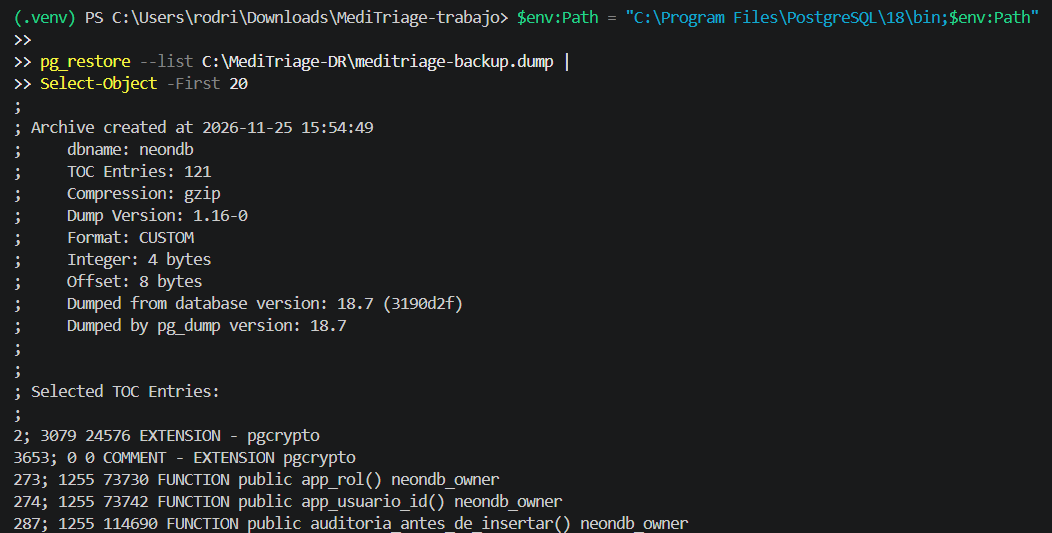 (.venv) PS C:\Users\rodri\Downloads\MediTriage-trabajo> $env:Path = "C:\Program Files\PostgreSQL\18\bin;$env:Path"
>>
>> pg_restore --list C:\MediTriage-DR\meditriage-backup.dump |
>> Select-Object -First 20
;
; Archive created at 2026-11-25 15:54:49
;     dbname: neondb
;     TOC Entries: 121
;     Compression: gzip
;     Dump Version: 1.16-0
;     Format: CUSTOM
;     Integer: 4 bytes
;     Offset: 8 bytes
;     Dumped from database version: 18.7 (3190d2f)
;     Dumped by pg_dump version: 18.7
;
;
; Selected TOC Entries:
;
2; 3079 24576 EXTENSION - pgcrypto
3653; 0 0 COMMENT - EXTENSION pgcrypto
273; 1255 73730 FUNCTION public app_rol() neondb_owner
274; 1255 73742 FUNCTION public app_usuario_id() neondb_owner
287; 1255 114690 FUNCTION public auditoria_antes_de_insertar() neondb_owner